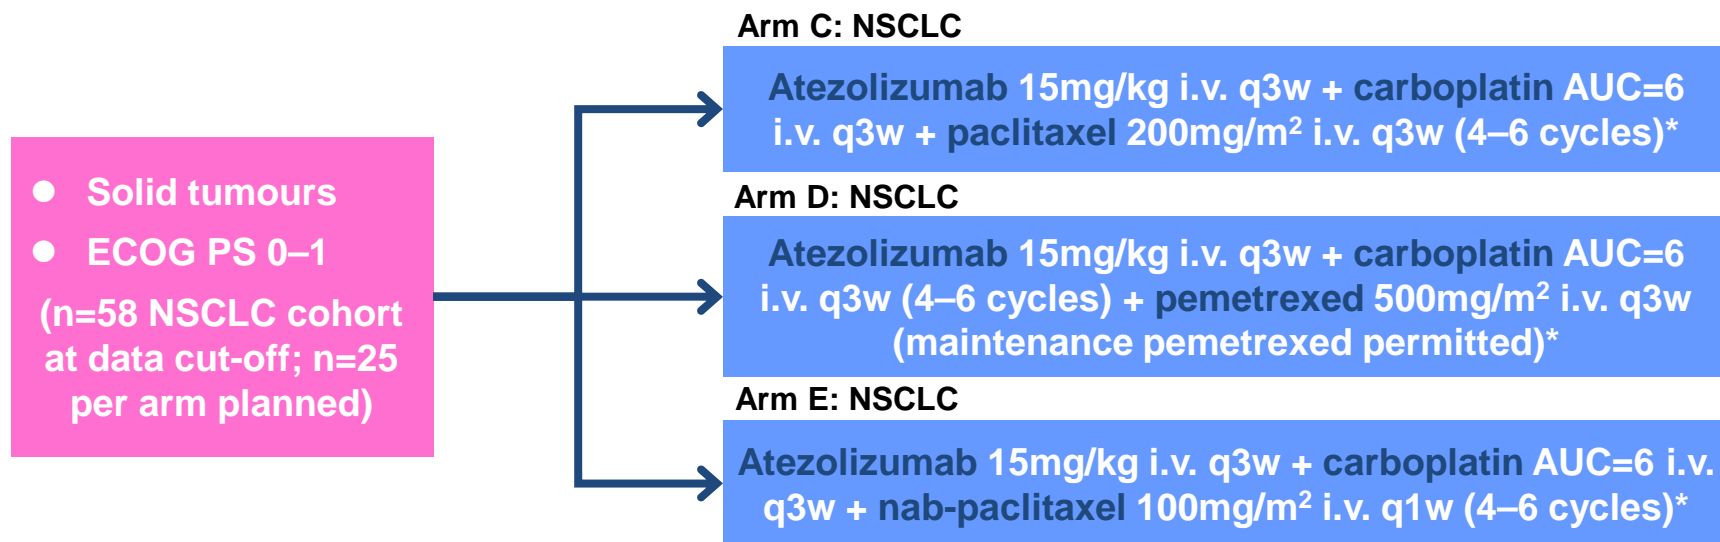 ● Solid tumours
● ECOG PS 0–1
(n=58 NSCLC cohort
at data cut-off; n=25
per arm planned)
Arm C: NSCLC
Atezolizumab 15mg/kg i.v. q3w + carboplatin AUC=6
i.v. q3w + paclitaxel 200mg/m² i.v. q3w (4–6 cycles)*
Arm D: NSCLC
Atezolizumab 15mg/kg i.v. q3w + carboplatin AUC=6
i.v. q3w (4–6 cycles) + pemetrexed 500mg/m² i.v. q3w
(maintenance pemetrexed permitted)*
Arm E: NSCLC
Atezolizumab 15mg/kg i.v. q3w + carboplatin AUC=6 i.v.
q3w + nab-paclitaxel 100mg/m² i.v. q1w (4–6 cycles)*